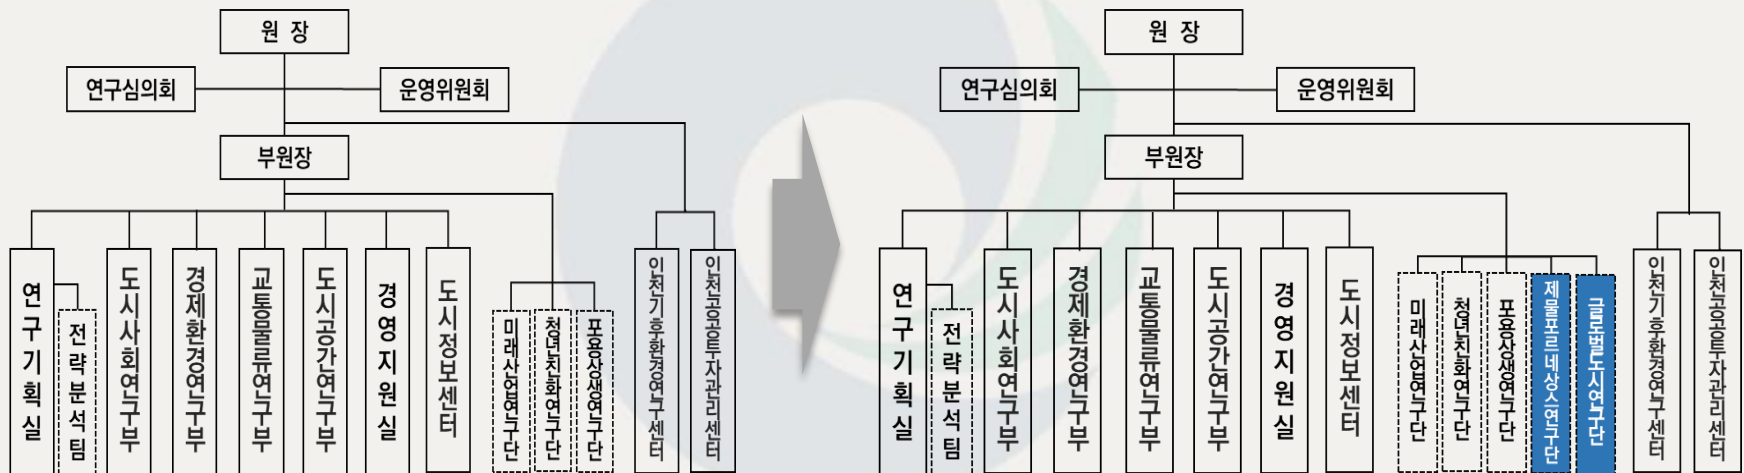 원 장
연구심의회
운영위원회
부원장
연구기획실
전략분석팀
도시사회연구부
경제환경연구부
교통물류연구부
도시공간연구부
경영지원실
도시정보센터
미래산업연구단
청년친화연구단
포용상생연구단
인천기후환경연구센터
인천공공투자관리센터
원 장
연구심의회
운영위원회
부원장
연구기획실
전략분석팀
도시사회연구부
경제환경연구부
교통물류연구부
도시공간연구부
경영지원실
도시정보센터
미래산업연구단
청년친화연구단
포용상생연구단
제물포르네상스연구단
글로벌도시연구단
인천기후환경연구센터
인천공공투자관리센터